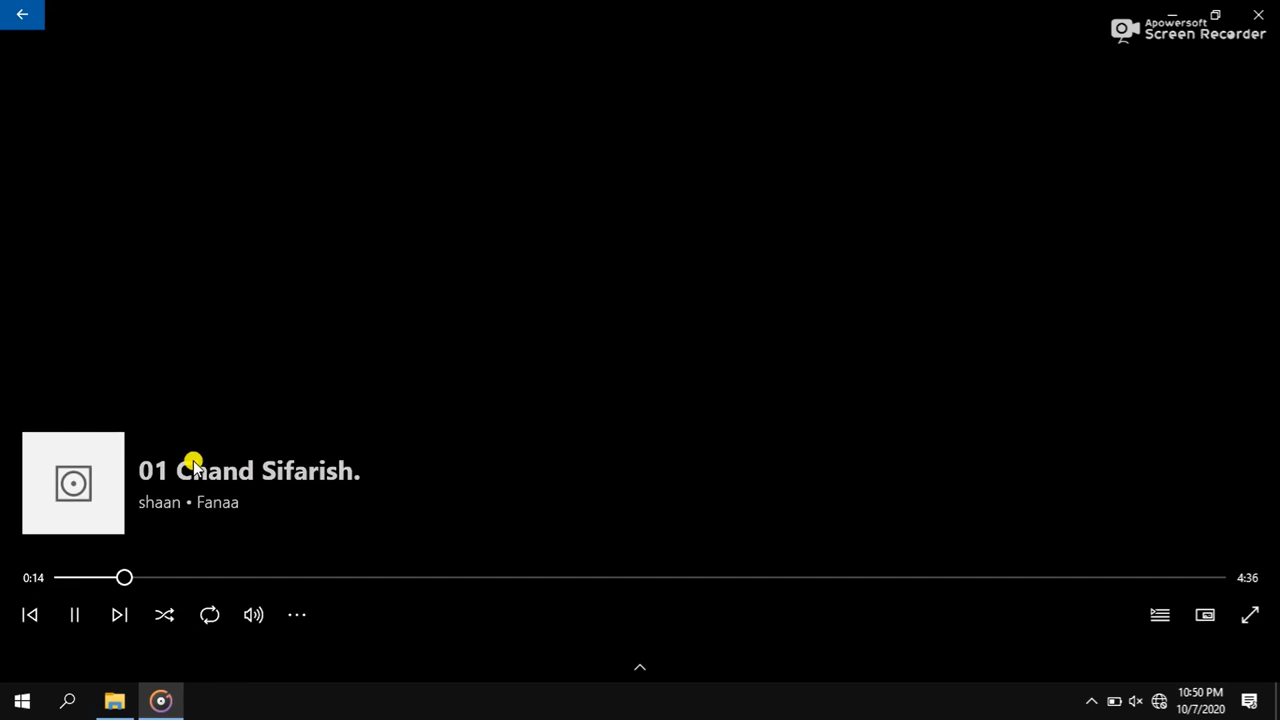 Apowersoft
Screen Recorder
01 Chand Sifarish.
shaan • Fanaa
0:14
4:36
10:50 PM
10/7/2020